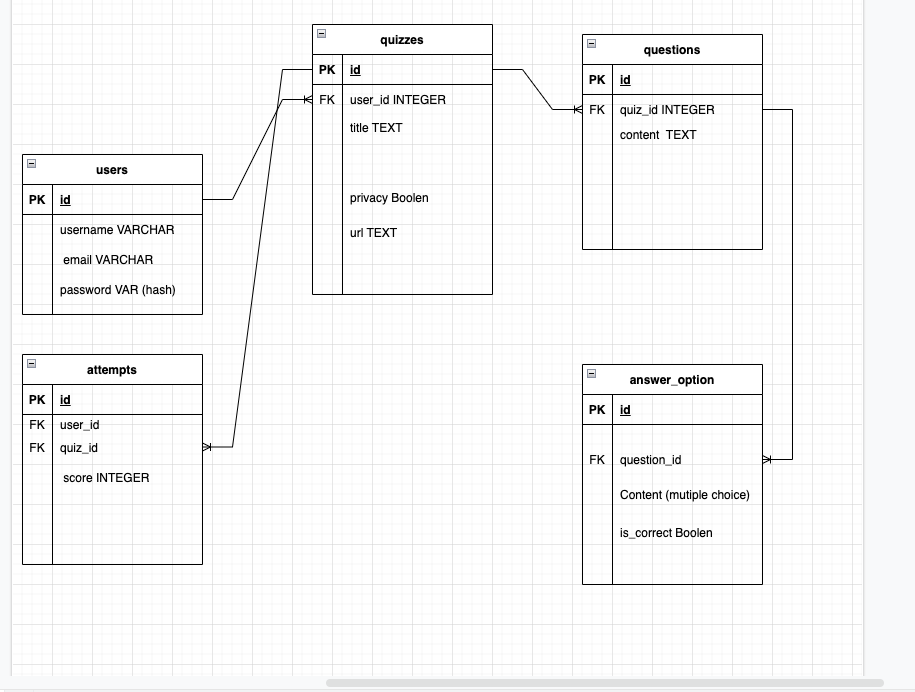 quizzes
PK id
FK user_id INTEGER
title TEXT
privacy Boolen
url TEXT
questions
PK id
FK quiz_id INTEGER
content TEXT
users
PK id
username VARCHAR
email VARCHAR
password VAR (hash)
attempts
PK id
FK user_id
FK quiz_id
score INTEGER
answer_option
PK id
FK question_id
Content (mutiple choice)
is_correct Boolen